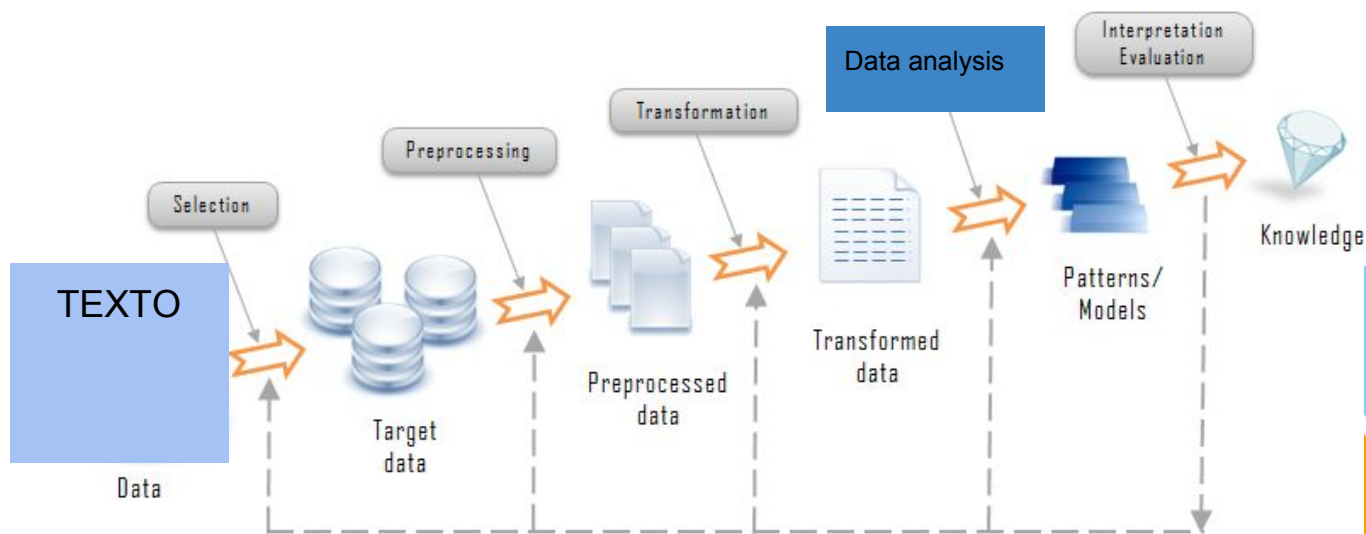 Interpretation
Evaluation
Data analysis
Transformation
Preprocessing
Selection
TEXTO
Knowledge
Patterns/
Models
Transformed
data
Preprocessed
data
Target
data
Data